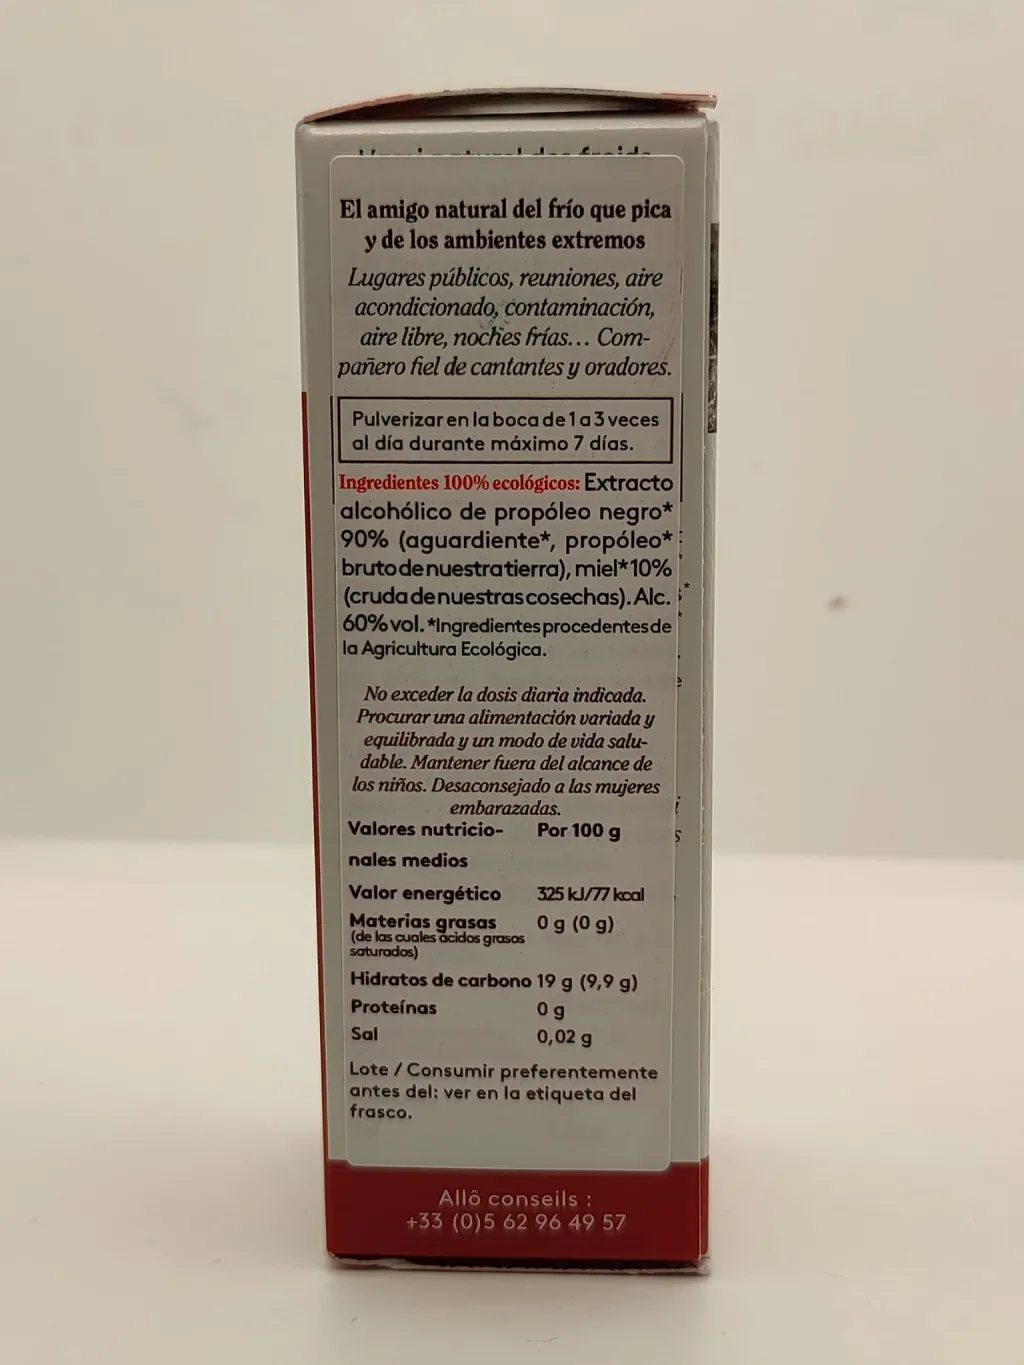 El amigo natural del frío que pica
y de los ambientes extremos
Lugares públicos, reuniones, aire
acondicionado, contaminación,
aire libre, noches frías... Com-
pañero fiel de cantantes y oradores.
Pulverizar en la boca de 1 a 3 veces
al día durante máximo 7 días.
Ingredientes 100% ecológicos: Extracto
alcohólico de propóleo negro*
90% (aguardiente*, propóleo*
bruto de nuestra tierra), miel* 10%
(cruda de nuestras cosechas). Alc.
60% vol. *Ingredientes procedentes de
la Agricultura Ecológica.
No exceder la dosis diaria indicada.
Procurar una alimentación variada y
equilibrada y un modo de vida salu-
dable. Mantener fuera del alcance de
los niños. Desaconsejado a las mujeres
embarazadas.
Valores nutricio- Por 100 g
nales medios
Valor energético 325 kJ/77 kcal
Materias grasas 0 g (0 g)
(de las cuales ácidos grasos
saturados)
Hidratos de carbono 19 g (9,9 g)
Proteínas 0 g
Sal 0,02 g
Lote / Consumir preferentemente
antes del: ver en la etiqueta del
frasco.
Allô conseils :
+33 (0)5 62 96 49 57